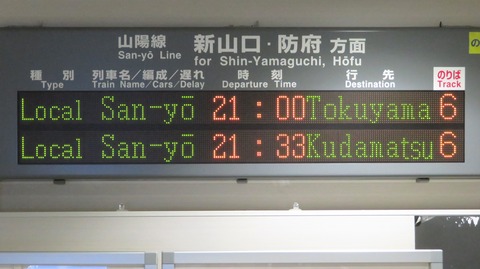 山陽線 新山口・防府 方面
San-yō Line for Shin-Yamaguchi, Hōfu
種別 列車名/編成/遅れ 時刻 行先 のりば
Type Train Name/Cars/Delay Departure Time Destination Track
Local San-yō 21:00 Tokuyama 6
Local San-yō 21:33 Kudamatsu 6
の